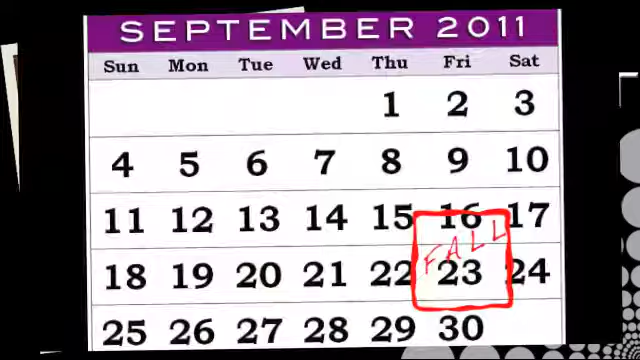 SEPTEMBER 2011
Sun Mon Tue Wed Thu Fri Sat
1 2 3
4 5 6 7 8 9 10
11 12 13 14 15 16 17
FALL
18 19 20 21 22 23 24
25 26 27 28 29 30